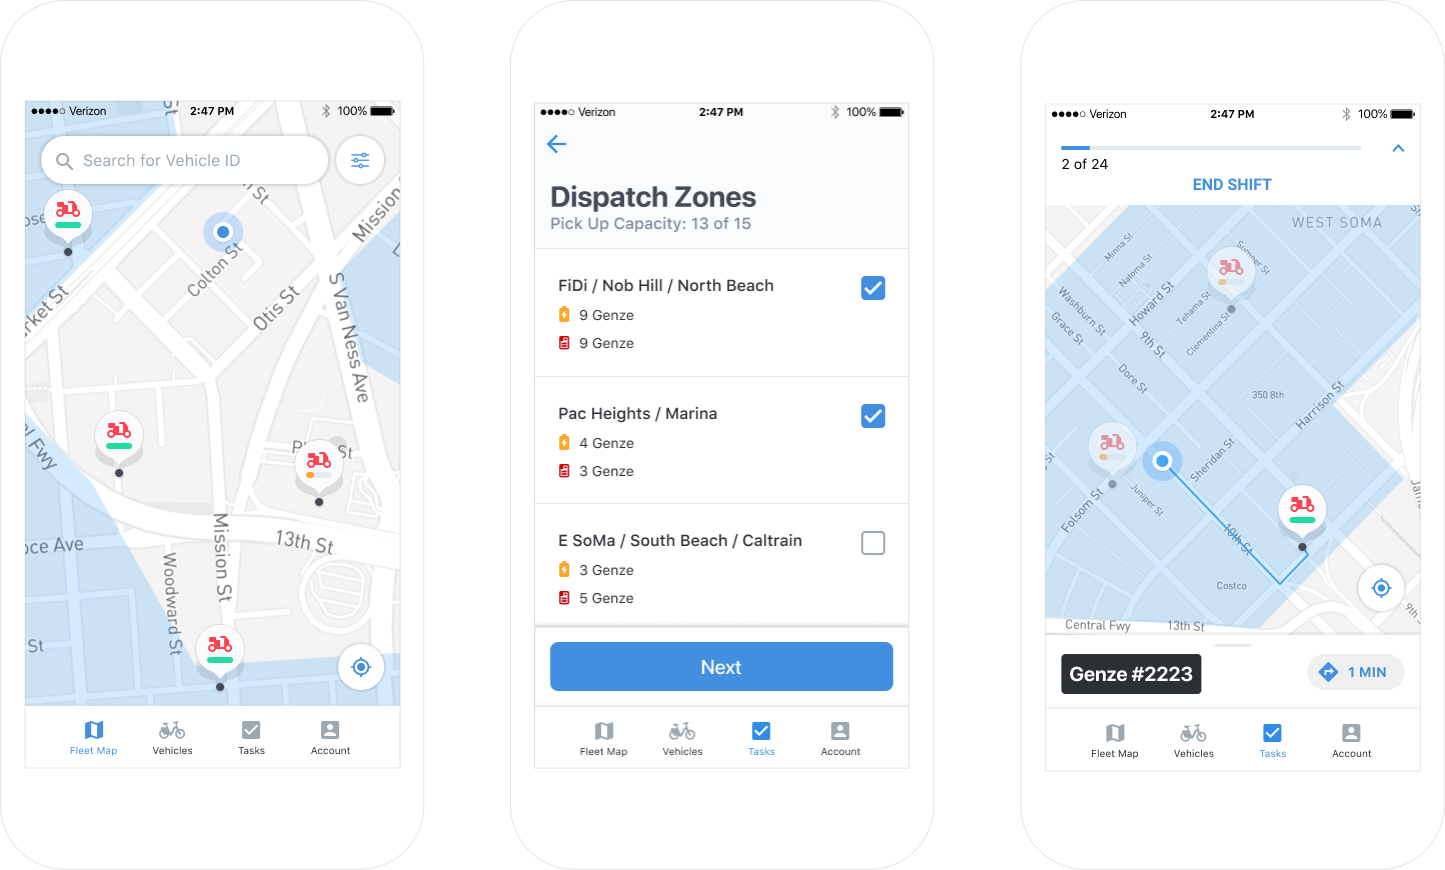 Verizon
2:47 PM
100%
Search for Vehicle ID
St
Mission
Colton St
Otis St
S Van Ness Ave
rket St
Fwy
St
13th St
Mission St
Woodward St
oce Ave
St
Fleet Map
Vehicles
Tasks
Account
Verizon
2:47 PM
100%
Dispatch Zones
Pick Up Capacity: 13 of 15
FiDi / Nob Hill / North Beach
9 Genze
9 Genze
Pac Heights / Marina
4 Genze
3 Genze
E SoMa / South Beach / Caltrain
3 Genze
5 Genze
Next
Fleet Map
Vehicles
Tasks
Account
Verizon
2:47 PM
100%
2 of 24
END SHIFT
WEST SOMA
Minna St
Natoma St
Sumner St
Washburn St
Grace St
Howard St
Tehama St
Clementina St
9th St
Dore St
350 8th
Harrison St
Sheridan St
Folsom St
Juniper St
10th St
Costco
9th
Central Fwy
13th St
Genze #2223
1 MIN
Fleet Map
Vehicles
Tasks
Account